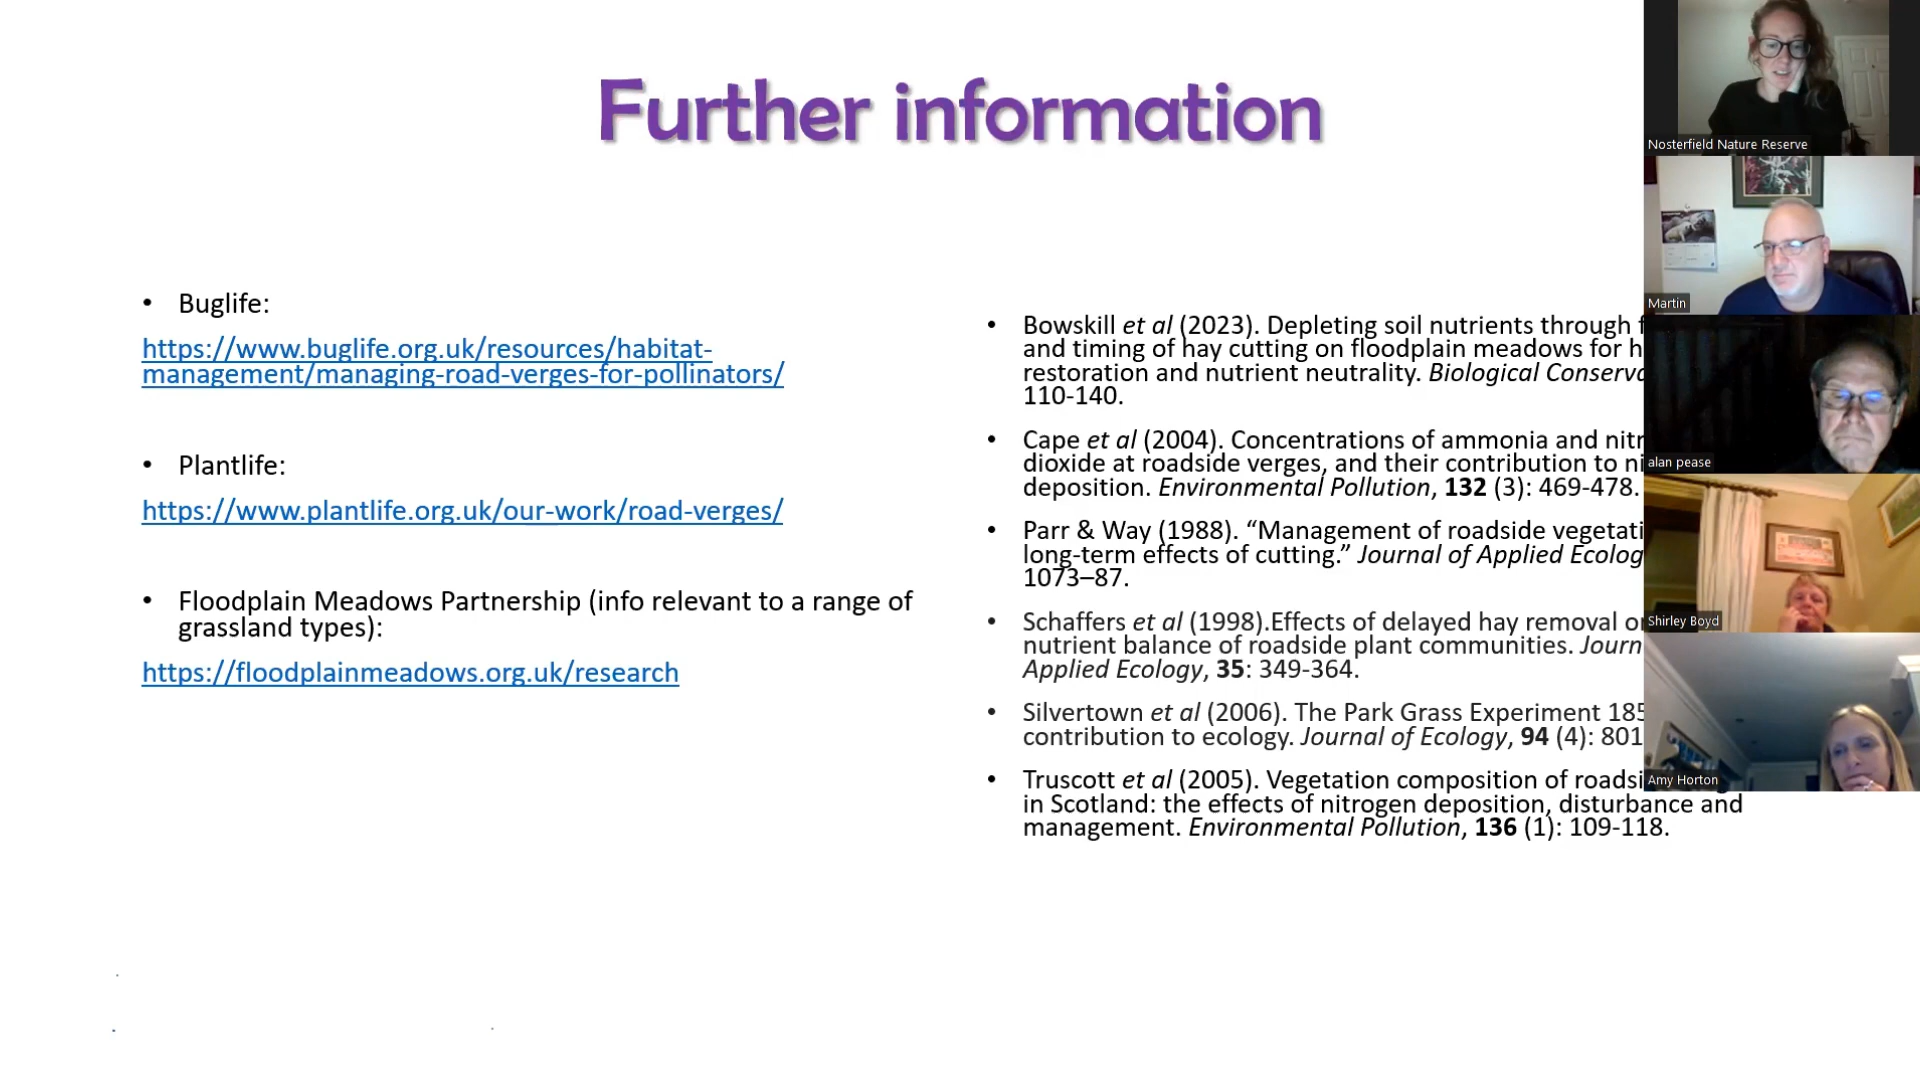 Further information
• Buglife:
https://www.buglife.org.uk/resources/habitat-
management/managing-road-verges-for-pollinators/
• Plantlife:
https://www.plantlife.org.uk/our-work/road-verges/
• Floodplain Meadows Partnership (info relevant to a range of
grassland types):
https://floodplainmeadows.org.uk/research
• Bowskill et al (2023). Depleting soil nutrients through
and timing of hay cutting on floodplain meadows for
restoration and nutrient neutrality. Biological
110-140.
• Cape et al (2004). Concentrations of ammonia and
dioxide at roadside verges, and their contribution to
deposition. Environmental Pollution, 132 (3): 469-478.
• Parr & Way (1988). “Management of roadside
long-term effects of cutting.” Journal of Applied
1073–87.
• Schaffers et al (1998).Effects of delayed hay removal
nutrient balance of roadside plant communities.
Applied Ecology, 35: 349-364.
• Silvertown et al (2006). The Park Grass Experiment
contribution to ecology. Journal of Ecology, 94 (4): 801
• Truscott et al (2005). Vegetation composition of
in Scotland: the effects of nitrogen deposition, disturbance and
management. Environmental Pollution, 136 (1): 109-118.
Nosterfield Nature Reserve
Martin
alan pease
Shirley Boyd
Amy Horton